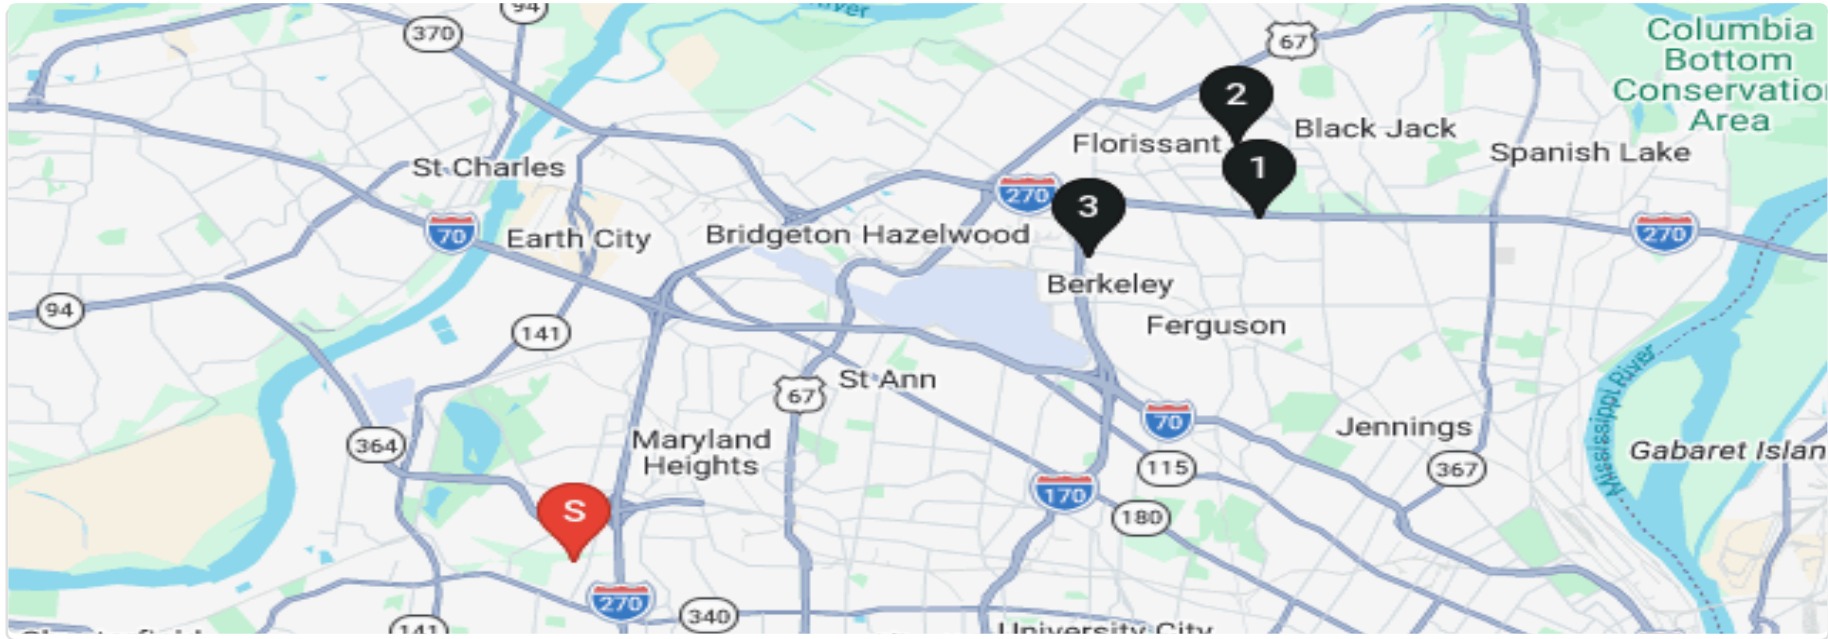 94
River
370
67
Columbia
Bottom
Conservatio
Area
2
Black Jack
Florissant
Spanish Lake
1
St Charles
270
3
70
Earth City
Bridgeton
Hazelwood
270
Berkeley
94
141
Ferguson
67
St Ann
Mississippi River
70
Jennings
364
Maryland
Heights
115
367
Gabaret Islan
170
S
180
270
340
141
University City